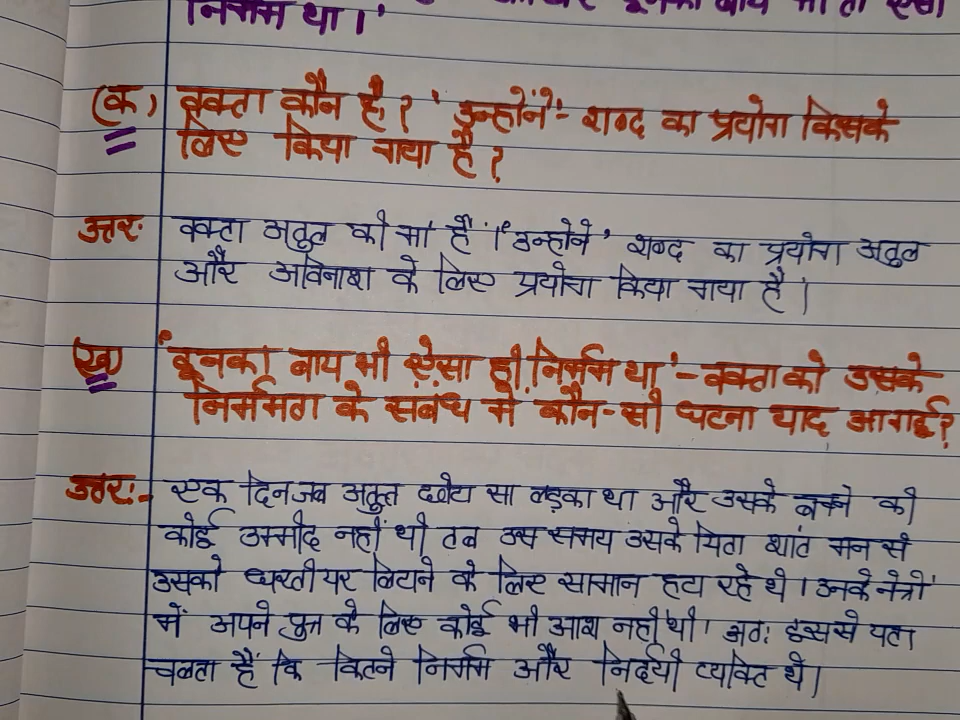 इनका बाप भी तो ऐसा
निर्मम था।'
(क) वक्ता कौन है? 'उन्होंने'- शब्द का प्रयोग किसके
लिए किया गया है?
उत्तर:- वक्ता अतुल की माँ है। 'उन्होंने' शब्द का प्रयोग अतुल
और अविनाश के लिए प्रयोग किया गया है।
(ख) 'इनका बाप भी ऐसा ही निर्मम था'- वक्ता को उसके
निर्ममता के संबंध में कौन-सी घटना याद आ गई?
उत्तर:- एक दिन जब अतुल छोटा सा लड़का था और उसके बचने की
कोई उम्मीद नहीं थी तब उस समय उसके पिता शांत मन से
उसको धरती पर लिटाने के लिए सामान हटा रहे थे। उनके नेत्रों
में अपने पुत्र के लिए कोई भी आश नहीं थी। अत: इससे पता
चलता है कि कितने निर्मम और निर्दयी व्यक्ति थे।